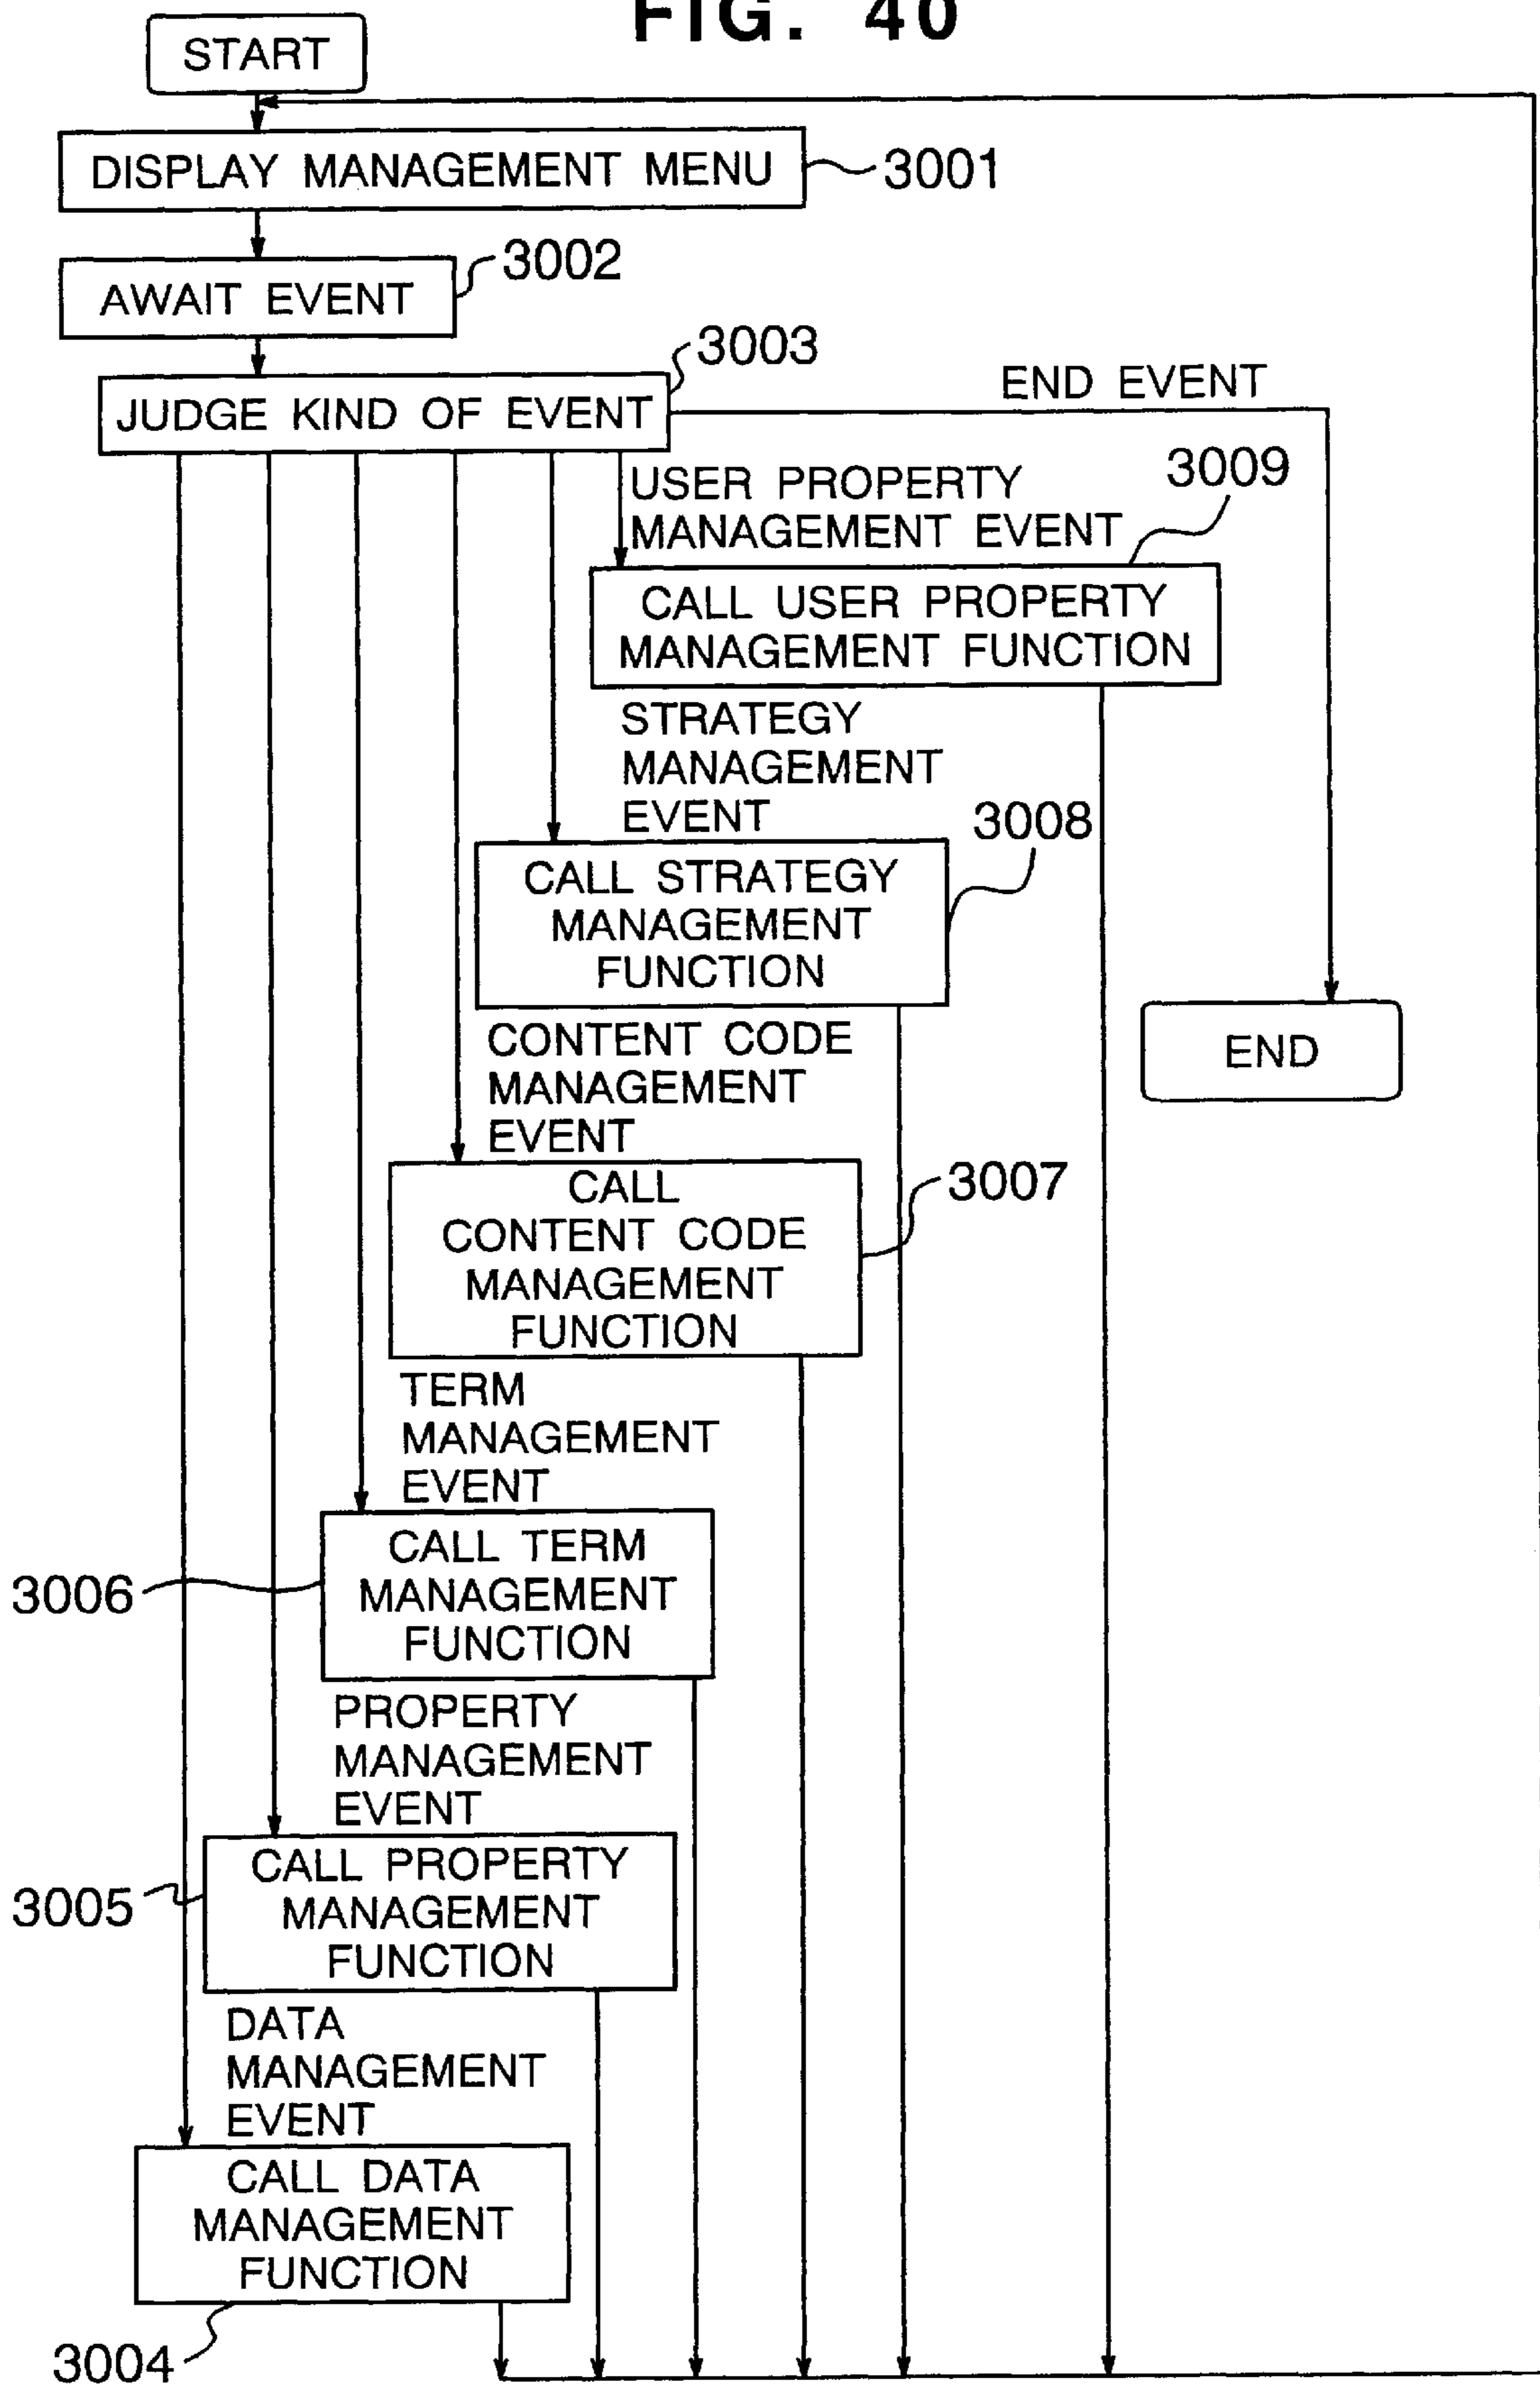 FIG. 40
START
DISPLAY MANAGEMENT MENU
3001
AWAIT EVENT
3002
JUDGE KIND OF EVENT
3003
END EVENT
USER PROPERTY
MANAGEMENT EVENT
3009
CALL USER PROPERTY
MANAGEMENT FUNCTION
STRATEGY
MANAGEMENT
EVENT
3008
CALL STRATEGY
MANAGEMENT
FUNCTION
END
CONTENT CODE
MANAGEMENT
EVENT
3007
CALL
CONTENT CODE
MANAGEMENT
FUNCTION
TERM
MANAGEMENT
EVENT
CALL TERM
MANAGEMENT
FUNCTION
3006
PROPERTY
MANAGEMENT
EVENT
CALL PROPERTY
MANAGEMENT
FUNCTION
3005
DATA
MANAGEMENT
EVENT
CALL DATA
MANAGEMENT
FUNCTION
3004